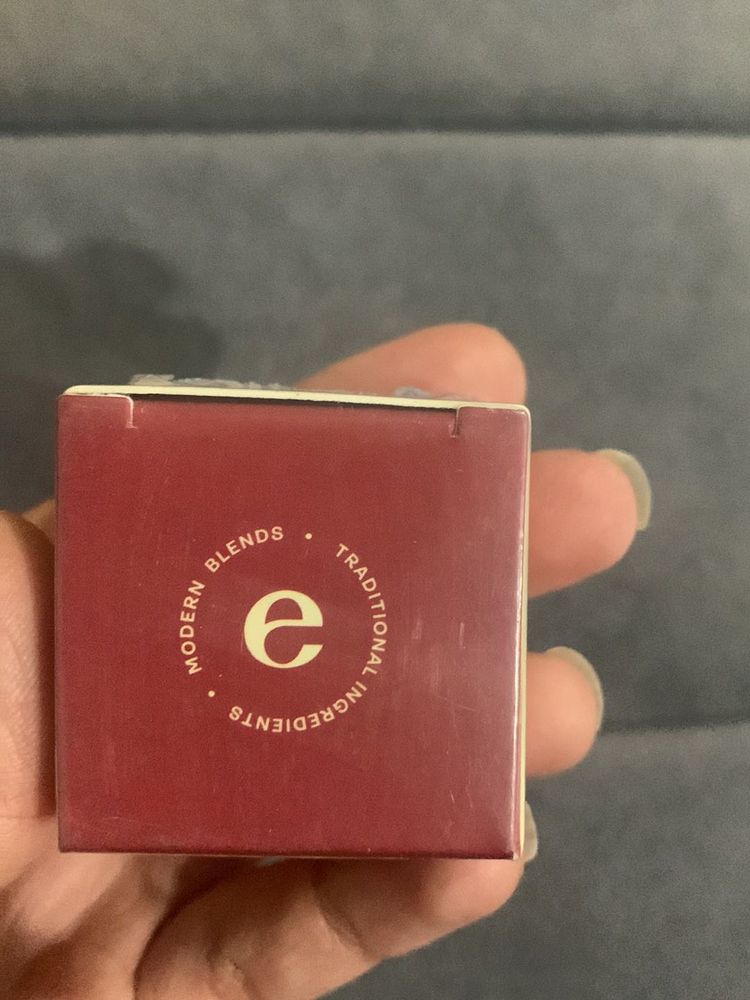 MODERN BLENDS • TRADITIONAL INGREDIENTS •
e